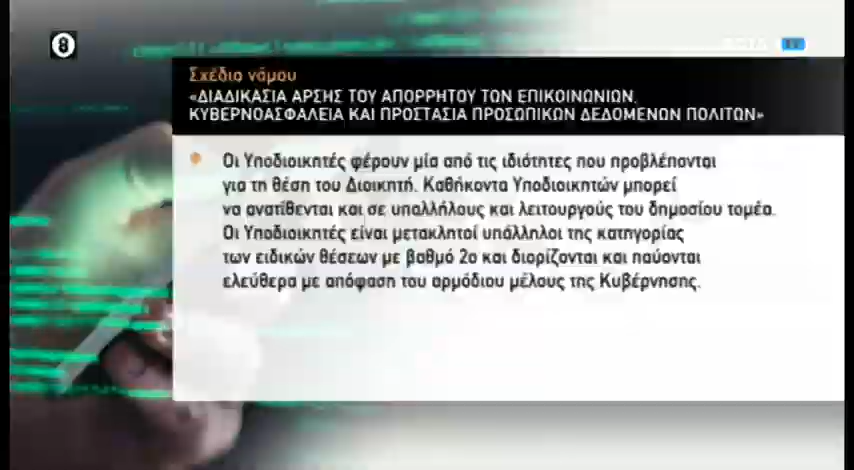 8
Σχέδιο νόμου
«ΔΙΑΔΙΚΑΣΙΑ ΑΡΣΗΣ ΤΟΥ ΑΠΟΡΡΗΤΟΥ ΤΩΝ ΕΠΙΚΟΙΝΩΝΙΩΝ,
ΚΥΒΕΡΝΟΑΣΦΑΛΕΙΑ ΚΑΙ ΠΡΟΣΤΑΣΙΑ ΠΡΟΣΩΠΙΚΩΝ ΔΕΔΟΜΕΝΩΝ ΠΟΛΙΤΩΝ»
Οι Υποδιοικητές φέρουν μία από τις ιδιότητες που προβλέπονται
για τη θέση του Διοικητή. Καθήκοντα Υποδιοικητών μπορεί
να ανατίθενται και σε υπαλλήλους και λειτουργούς του δημοσίου τομέα.
Οι Υποδιοικητές είναι μετακλητοί υπάλληλοι της κατηγορίας
των ειδικών θέσεων με βαθμό 2ο και διορίζονται και παύονται
ελεύθερα με απόφαση του αρμόδιου μέλους της Κυβέρνησης.